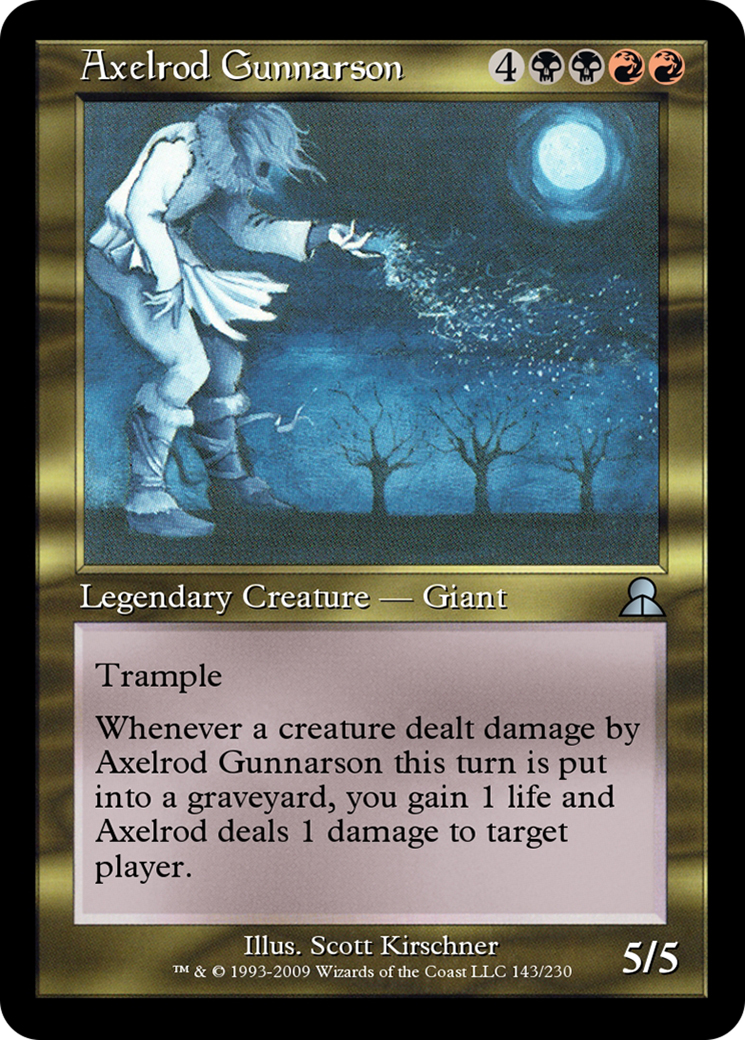 Axelrod Gunnarson 4
Legendary Creature — Giant
Trample
Whenever a creature dealt damage by
Axelrod Gunnarson this turn is put
into a graveyard, you gain 1 life and
Axelrod deals 1 damage to target
player.
Illus. Scott Kirschner
™ & © 1993-2009 Wizards of the Coast LLC 143/230
5/5